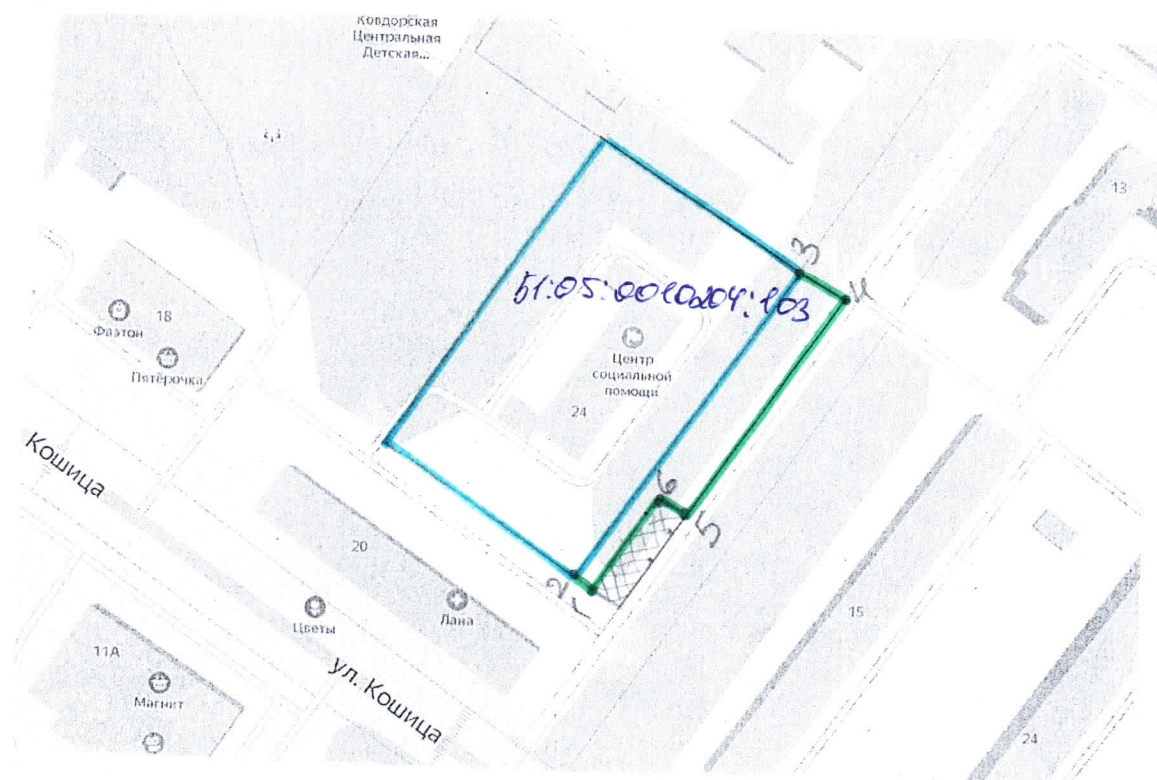 Ковдорская
Центральная
Детская...
13
3
4
51:05:0010204:103
18
Фаэтон
Пятёрочка
Центр
социальной
помощи
24
Кошица
6
5
20
2
1
Цветы
Лана
15
11А
Магнит
ул. Кошица
24